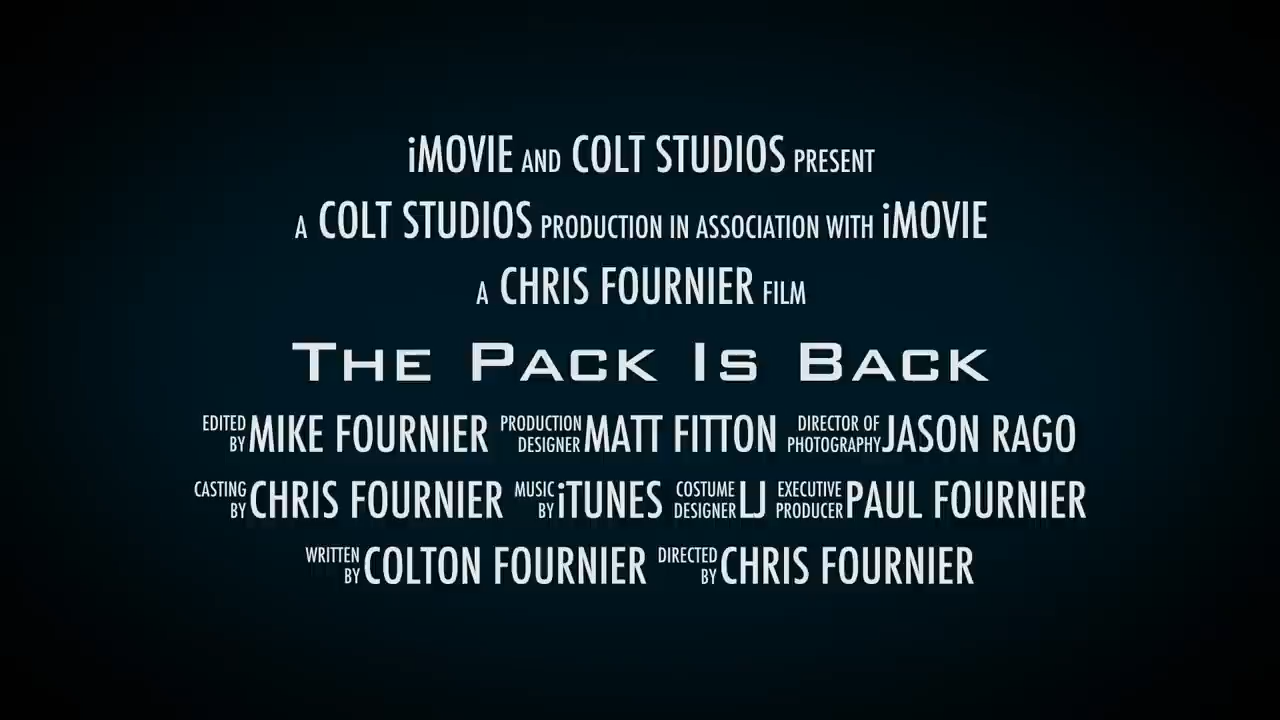 iMOVIE AND COLT STUDIOS PRESENT
A COLT STUDIOS PRODUCTION IN ASSOCIATION WITH iMOVIE
A CHRIS FOURNIER FILM
THE PACK IS BACK
EDITED BY MIKE FOURNIER PRODUCTION DESIGNER MATT FITTON DIRECTOR OF PHOTOGRAPHY JASON RAGO
CASTING BY CHRIS FOURNIER MUSIC BY iTUNES COSTUME DESIGNER LJ EXECUTIVE PRODUCER PAUL FOURNIER
WRITTEN BY COLTON FOURNIER DIRECTED BY CHRIS FOURNIER